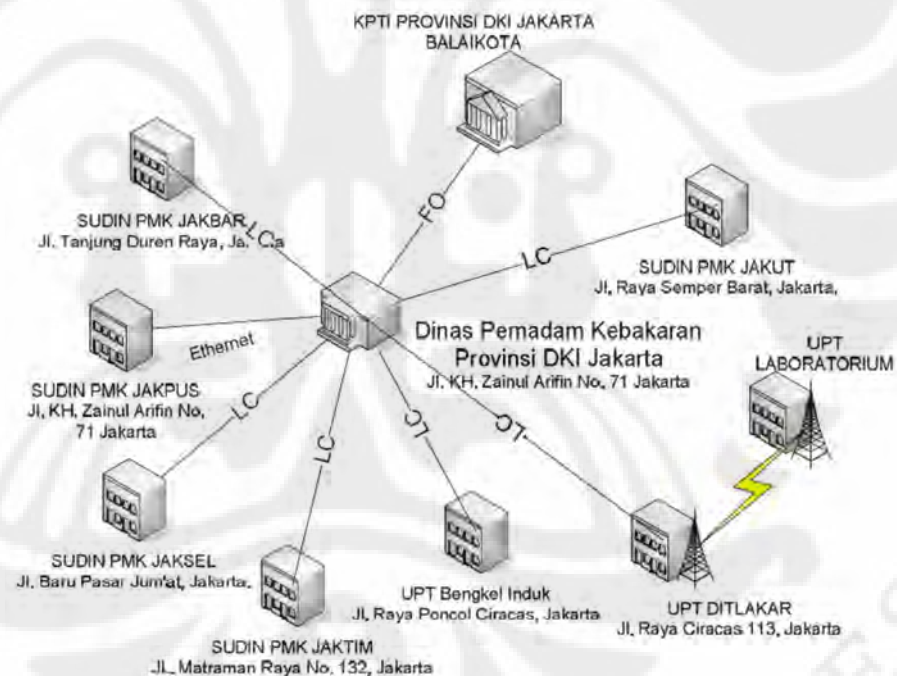 KPTI PROVINSI DKI JAKARTA
BALAIKOTA
FO
SUDIN PMK JAKBAR
LC
Jl. Tanjung Duren Raya,
LC
SUDIN PMK JAKUT
Jl. Raya Semper Barat, Jakarta,
Ethernet
Dinas Pemadam Kebakaran
Provinsi DKI Jakarta
Jl. KH, Zainul Arifin No, 71 Jakarta
UPT
LABORATORIUM
SUDIN PMK JAKPUS
Jl, KH, Zainul Arifin No,
71 Jakarta
LC
LC
LC
LC
SUDIN PMK JAKSEL
Jl, Baru Pasar Jum'at, Jakarta.
UPT Bengkel Induk
Jl, Raya Poncol Ciracas, Jakarta
UPT DITLAKAR
Jl, Raya Ciracas 113, Jakarta
SUDIN PMK JAKTIM
JL, Matraman Raya No. 132, Jakarta